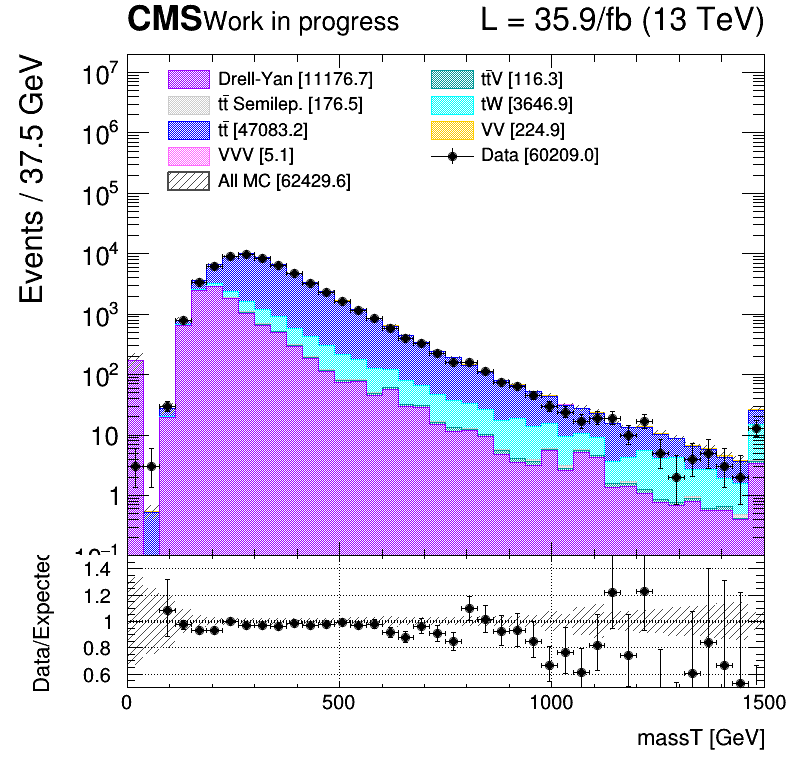 CMS Work in progress L = 35.9/fb (13 TeV)
Events / 37.5 GeV
10⁷
10⁶
10⁵
10⁴
10³
10²
10
1
10⁻¹
Drell-Yan [11176.7]
tt̄ Semilep. [176.5]
tt̄ [47083.2]
VVV [5.1]
All MC [62429.6]
tt̄V [116.3]
tW [3646.9]
VV [224.9]
Data [60209.0]
Data/Expected
1.4
1.2
1
0.8
0.6
0 500 1000 1500
massT [GeV]